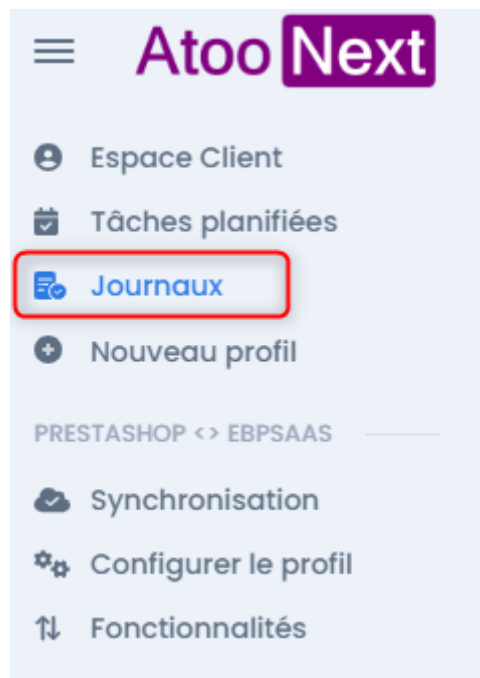 Atoo Next
Espace Client
Tâches planifiées
Journaux
Nouveau profil
PRESTASHOP <> EBPSAAS
Synchronisation
Configurer le profil
Fonctionnalités